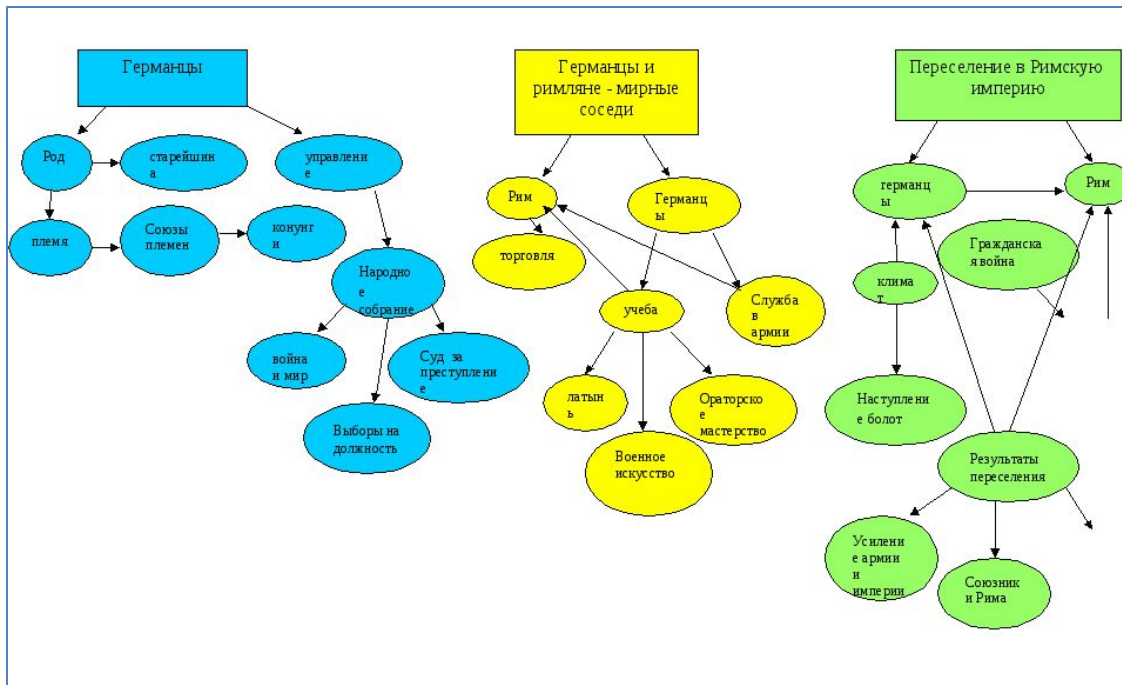 Германцы
Род
старейшин
а
управлени
е
племя
Союзы
племен
конунг
и
Народно
е
собрание
война
и мир
Суд за
преступлени
е
Выборы на
должность
Германцы и
римляне - мирные
соседи
Рим
Германц
ы
торговля
учеба
Служба
в
армии
латын
ь
Ораторско
е
мастерство
Военное
искусство
Переселение в Римскую
империю
германц
ы
Рим
Гражданска
я война
клима
т
Наступлени
е болот
Результаты
переселения
Усилени
е армии
и
империи
Союзник
и Рима